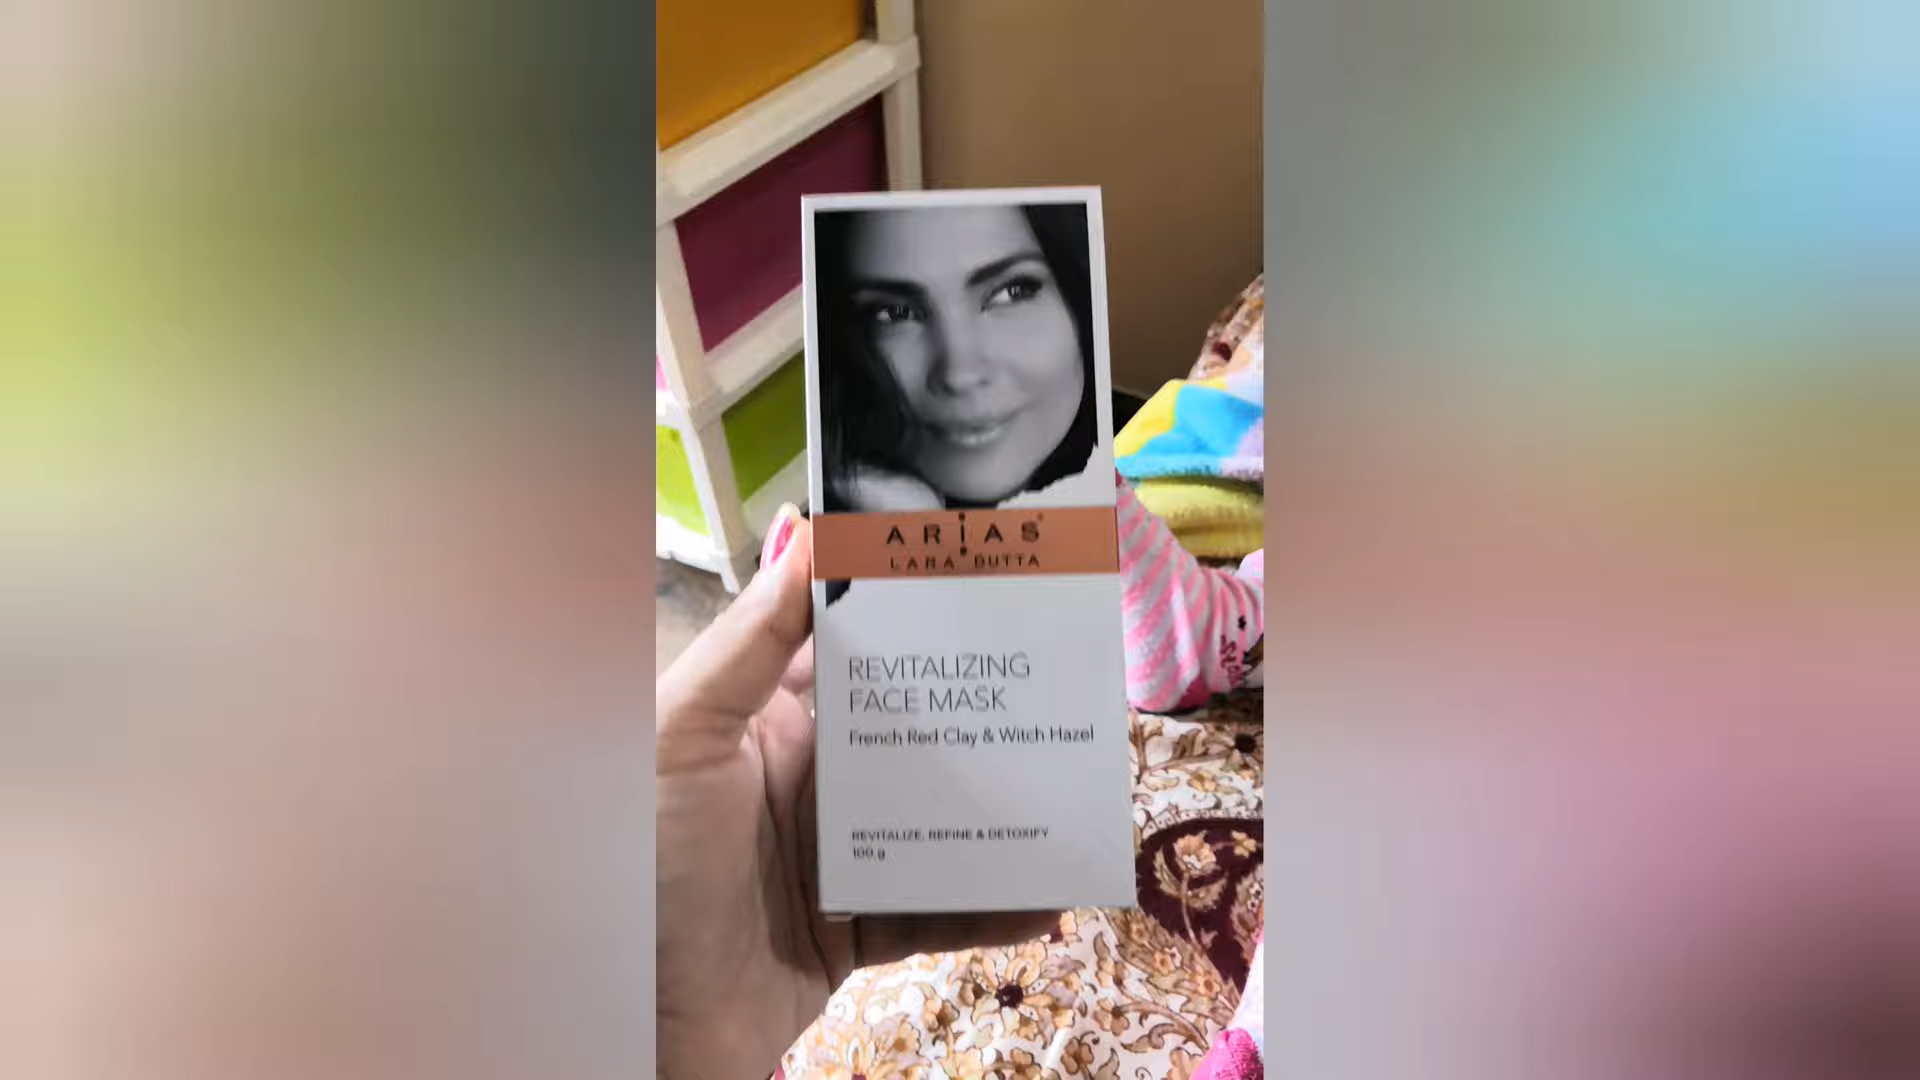 ARIAS
LARA DUTTA
REVITALIZING
FACE MASK
French Red Clay & Witch Hazel
REVITALIZE, REFINE & DETOXIFY
100 g